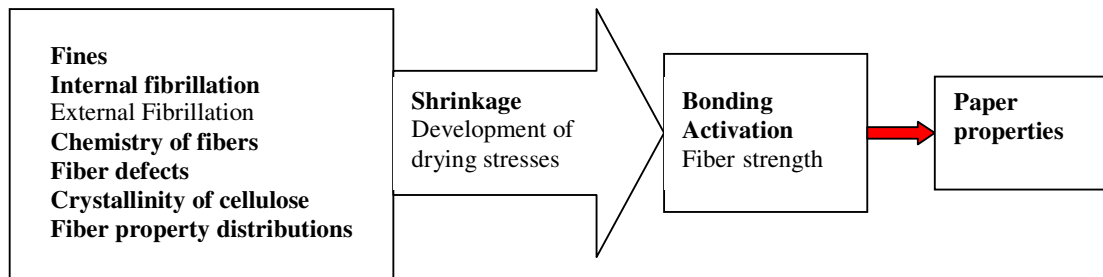 Fines
Internal fibrillation
External Fibrillation
Chemistry of fibers
Fiber defects
Crystallinity of cellulose
Fiber property distributions
Shrinkage
Development of
drying stresses
Bonding
Activation
Fiber strength
Paper
properties